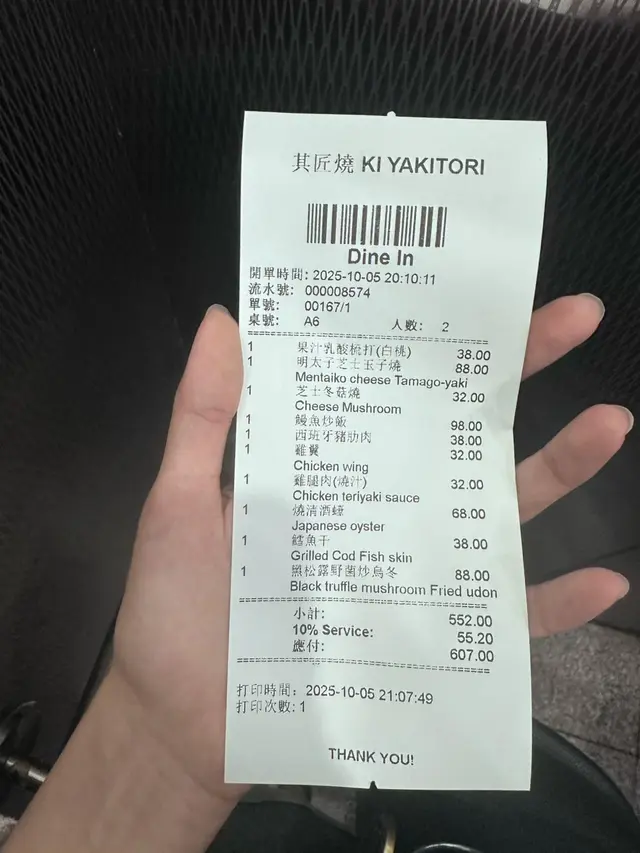 其匠燒 KI YAKITORI
Dine In
開單時間: 2025-10-05 20:10:11
流水號: 000008574
單號: 00167/1
桌號: A6 人數: 2
1 果汁乳酸梳打(白桃) 38.00
1 明太子芝士玉子燒 88.00
Mentaiko cheese Tamago-yaki
1 芝士冬菇燒 32.00
Cheese Mushroom
1 鰻魚炒飯 98.00
1 西班牙豬肋肉 38.00
1 雞翼 32.00
Chicken wing
1 雞腿肉(燒汁) 32.00
Chicken teriyaki sauce
1 燒清酒蠔 68.00
Japanese oyster
1 鱈魚干 38.00
Grilled Cod Fish skin
1 黑松露野菌炒烏冬 88.00
Black truffle mushroom Fried udon
小計: 552.00
10% Service: 55.20
應付: 607.00
打印時間: 2025-10-05 21:07:49
打印次數: 1
THANK YOU!